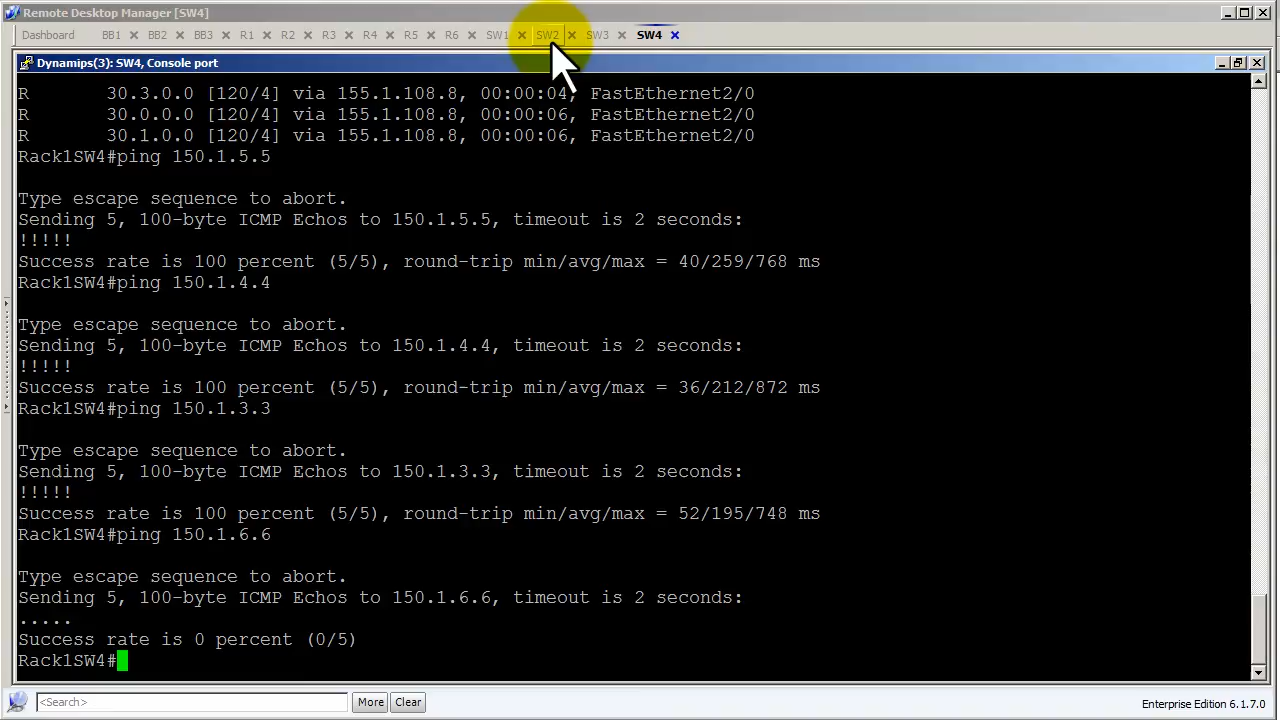 Remote Desktop Manager [SW4]
Dashboard BB1 BB2 BB3 R1 R2 R3 R4 R5 R6 SW1 SW2 SW3 SW4
Dynamips(3): SW4, Console port
R       30.3.0.0 [120/4] via 155.1.108.8, 00:00:04, FastEthernet2/0
R       30.0.0.0 [120/4] via 155.1.108.8, 00:00:06, FastEthernet2/0
R       30.1.0.0 [120/4] via 155.1.108.8, 00:00:06, FastEthernet2/0
Rack1SW4#ping 150.1.5.5
Type escape sequence to abort.
Sending 5, 100-byte ICMP Echos to 150.1.5.5, timeout is 2 seconds:
!!!!!
Success rate is 100 percent (5/5), round-trip min/avg/max = 40/259/768 ms
Rack1SW4#ping 150.1.4.4
Type escape sequence to abort.
Sending 5, 100-byte ICMP Echos to 150.1.4.4, timeout is 2 seconds:
!!!!!
Success rate is 100 percent (5/5), round-trip min/avg/max = 36/212/872 ms
Rack1SW4#ping 150.1.3.3
Type escape sequence to abort.
Sending 5, 100-byte ICMP Echos to 150.1.3.3, timeout is 2 seconds:
!!!!!
Success rate is 100 percent (5/5), round-trip min/avg/max = 52/195/748 ms
Rack1SW4#ping 150.1.6.6
Type escape sequence to abort.
Sending 5, 100-byte ICMP Echos to 150.1.6.6, timeout is 2 seconds:
.....
Success rate is 0 percent (0/5)
Rack1SW4#
<Search> More Clear
Enterprise Edition 6.1.7.0